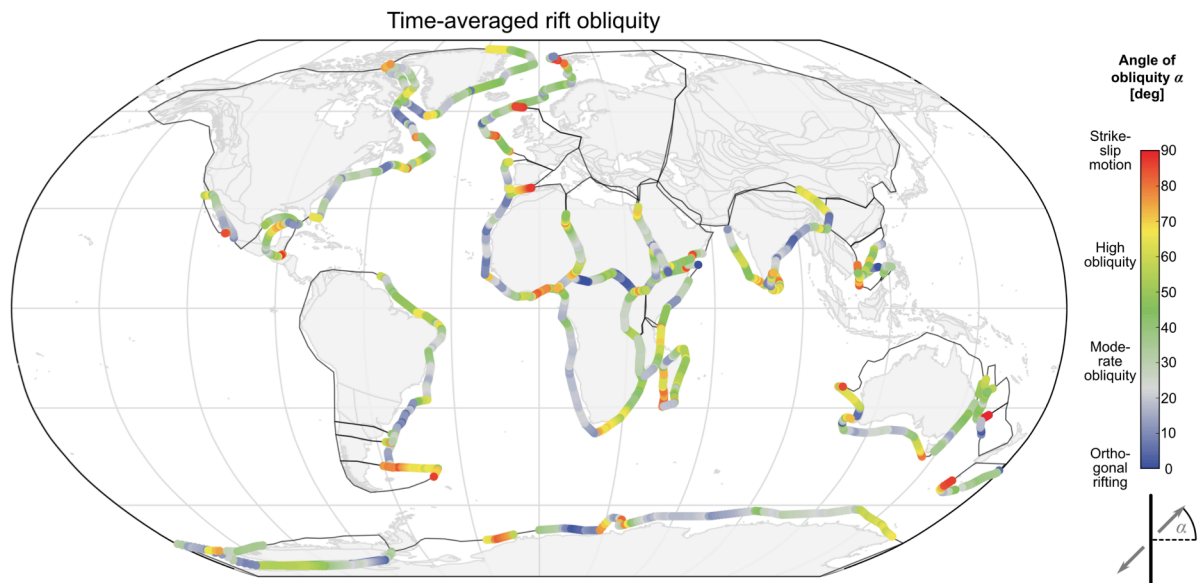 Time-averaged rift obliquity
Angle of
obliquity α
[deg]
Strike-
slip
motion
High
obliquity
Mode-
rate
obliquity
Ortho-
gonal
rifting
90
80
70
60
50
40
30
20
10
0
α